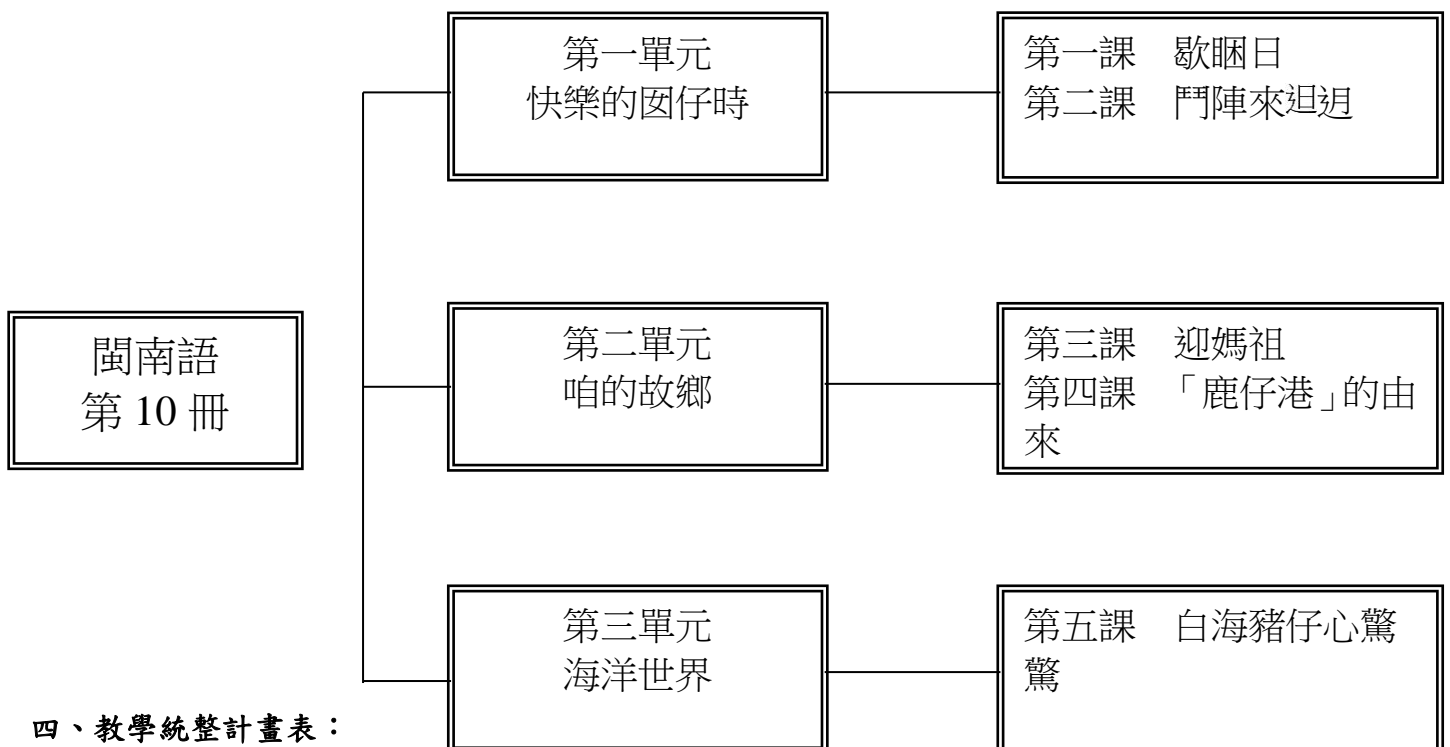 第一單元
快樂的囡仔時
第一課 歇睏日
第二課 鬥陣來𨑨迌
閩南語
第 10 冊
第二單元
咱的故鄉
第三課 迎媽祖
第四課 「鹿仔港」的由
來
第三單元
海洋世界
第五課 白海豬仔心驚
驚
四、教學統整計畫表：